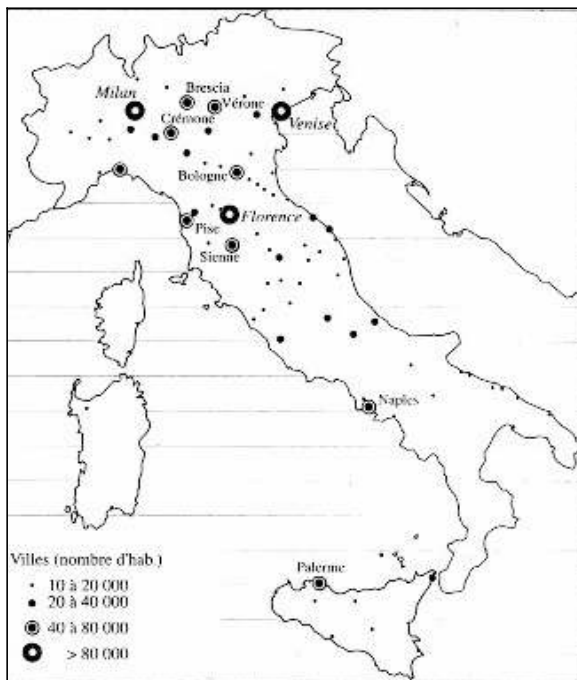 Brescia
Milan
Vérone
Crémone
Venise
Bologne
Florence
Pise
Sienne
Naples
Villes (nombre d'hab.)
Palerme
10 à 20 000
20 à 40 000
40 à 80 000
> 80 000